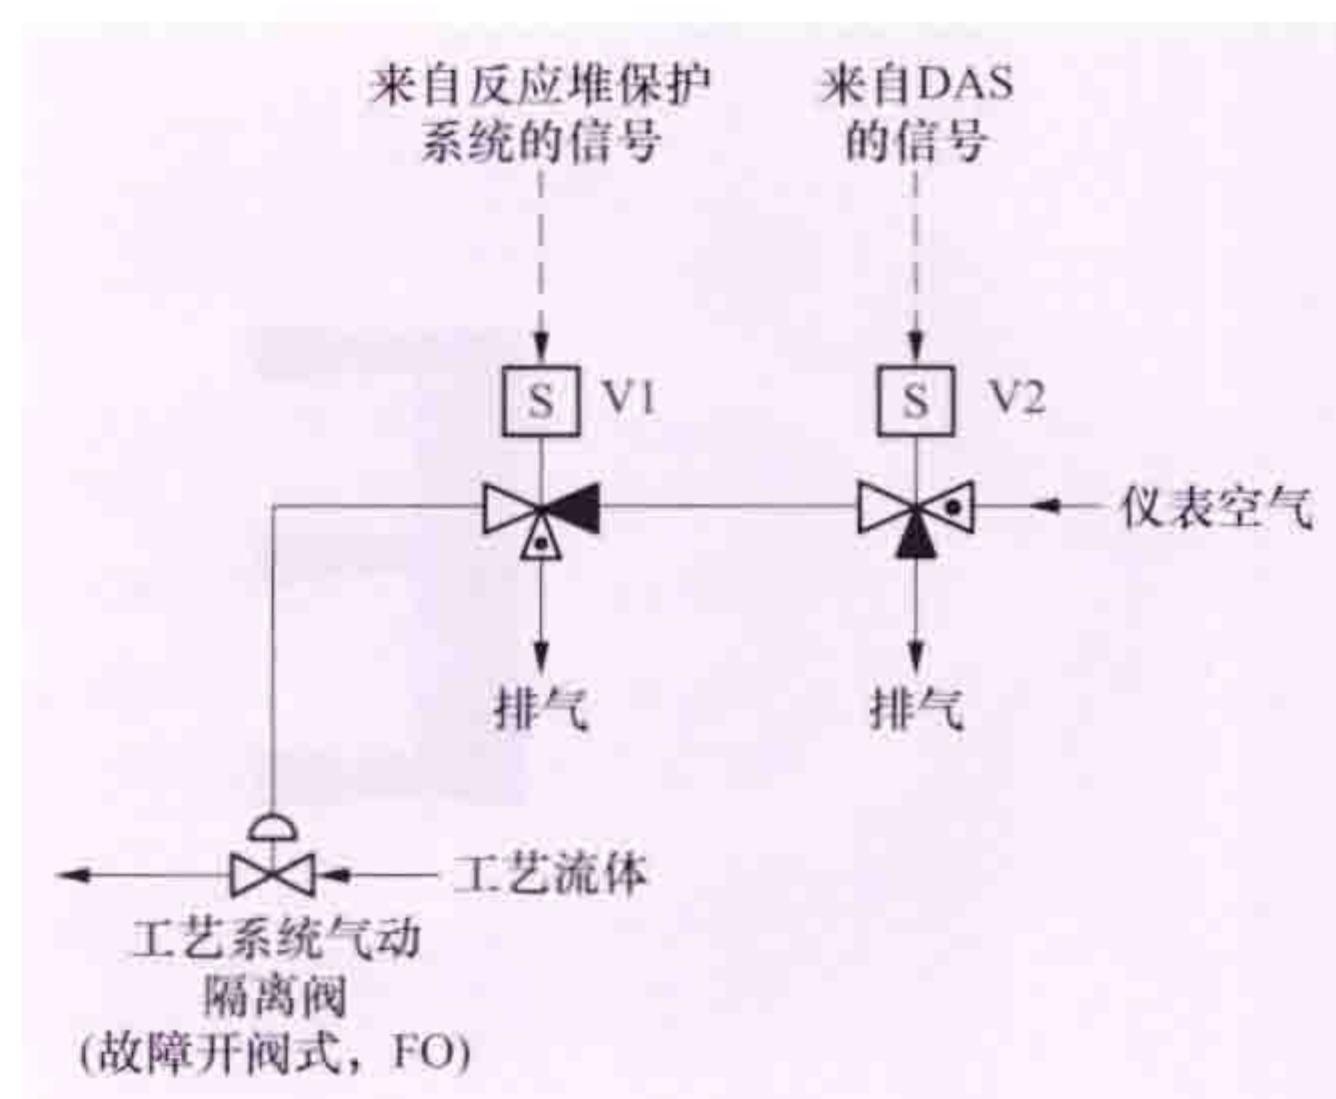 来自反应堆保护
系统的信号
来自DAS
的信号
S
V1
S
V2
仪表空气
排气
排气
工艺流体
工艺系统气动
隔离阀
(故障开阀式，FO)